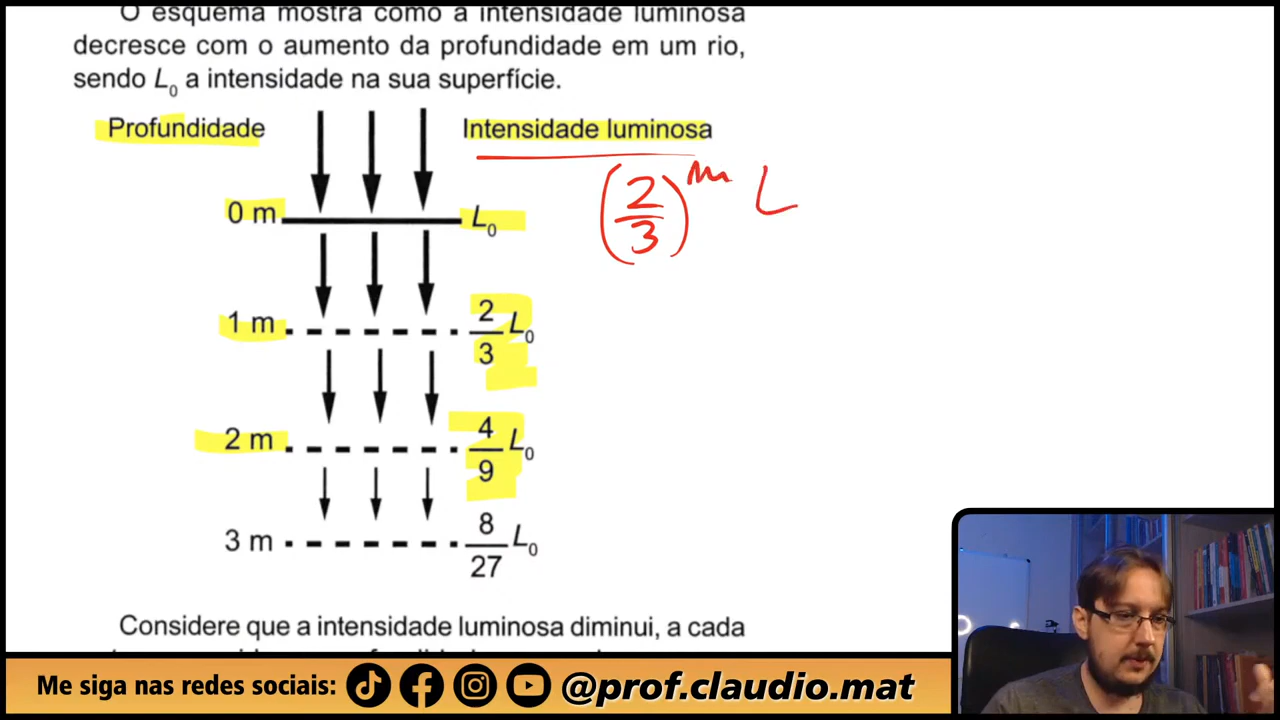 O esquema mostra como a intensidade luminosa
decresce com o aumento da profundidade em um rio,
sendo L₀ a intensidade na sua superfície.
Profundidade Intensidade luminosa
(2/3)^m L
0 m L₀
1 m 2/3 L₀
2 m 4/9 L₀
3 m 8/27 L₀
Considere que a intensidade luminosa diminui, a cada
Me siga nas redes sociais: @prof.claudio.mat